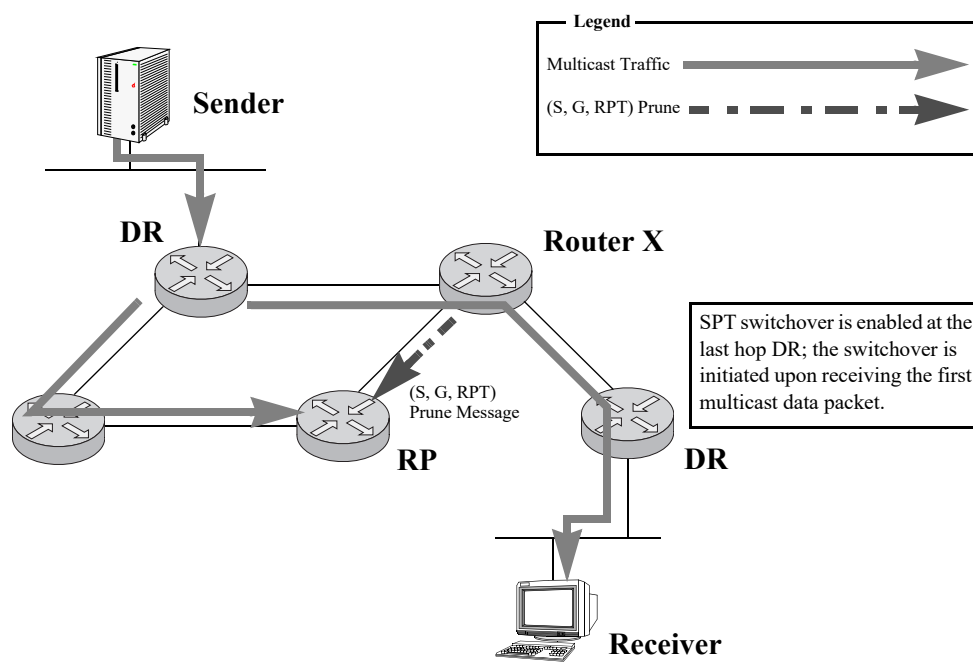 Legend
Multicast Traffic
(S, G, RPT) Prune
Sender
DR
Router X
SPT switchover is enabled at the
last hop DR; the switchover is
initiated upon receiving the first
multicast data packet.
(S, G, RPT)
Prune Message
RP
DR
Receiver